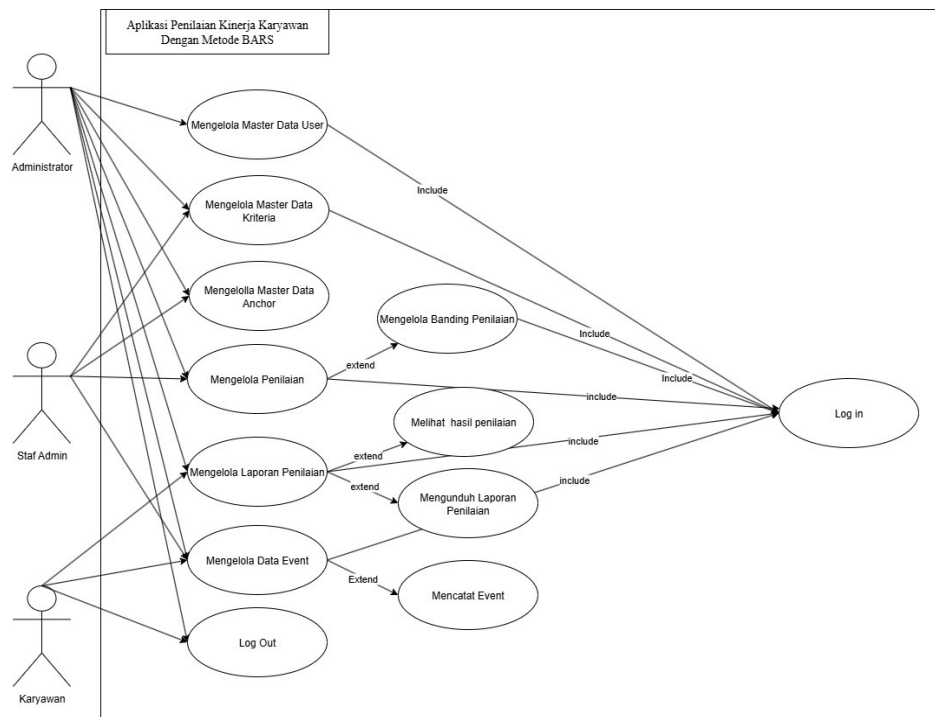 Aplikasi Penilaian Kinerja Karyawan
Dengan Metode BARS
Administrator
Mengelola Master Data User
Include
Mengelola Master Data
Kriteria
Mengelolla Master Data
Anchor
Mengelola Banding Penilaian
Include
extend
Include
Staf Admin
Mengelola Penilaian
include
Log in
Melihat hasil penilaian
extend
include
Mengelola Laporan Penilaian
extend
include
Mengunduh Laporan
Penilaian
Mengelola Data Event
Extend
Mencatat Event
Log Out
Karyawan